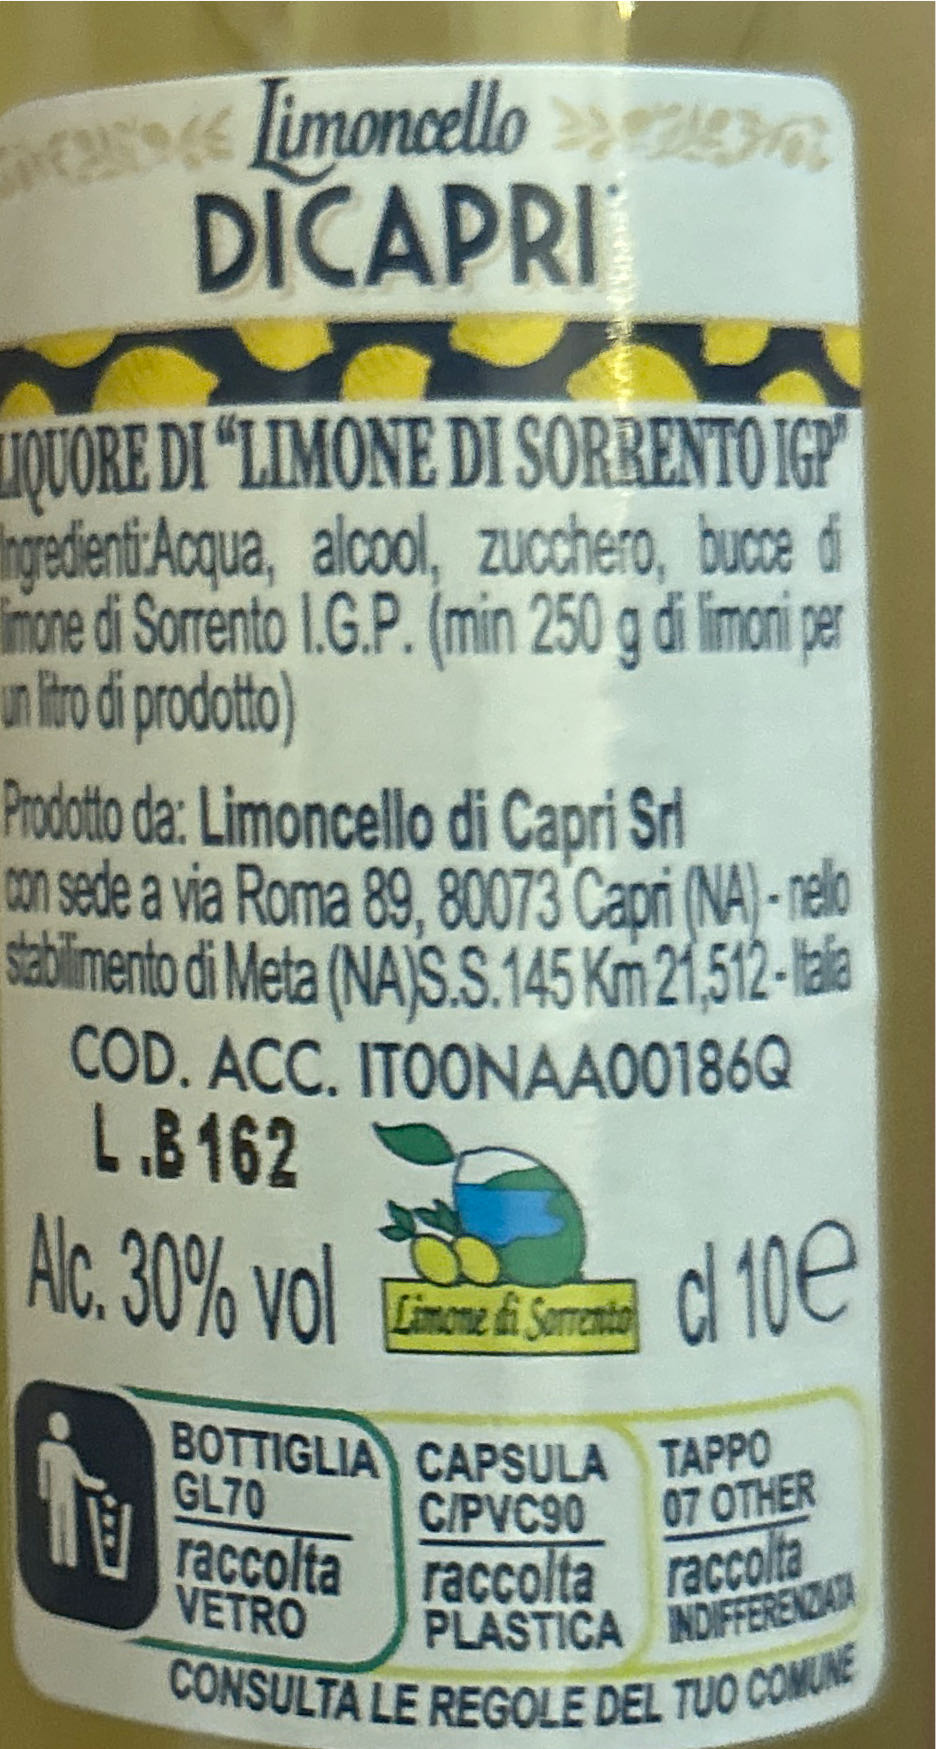 Limoncello
DICAPRI
LIQUORE DI “LIMONE DI SORRENTO IGP”
Ingredienti:Acqua, alcool, zucchero, bucce di
limone di Sorrento I.G.P. (min 250 g di limoni per
un litro di prodotto)
Prodotto da: Limoncello di Capri Srl
con sede a via Roma 89, 80073 Capri (NA) - nello
stabilimento di Meta (NA)S.S.145 Km 21,512 - Italia
COD. ACC. IT00NAA00186Q
L .B 162
Alc. 30% vol
Limone di Sorrento
cl 10 e
BOTTIGLIA
GL70
raccolta
VETRO
CAPSULA
C/PVC90
raccolta
PLASTICA
TAPPO
07 OTHER
raccolta
INDIFFERENZIATA
CONSULTA LE REGOLE DEL TUO COMUNE